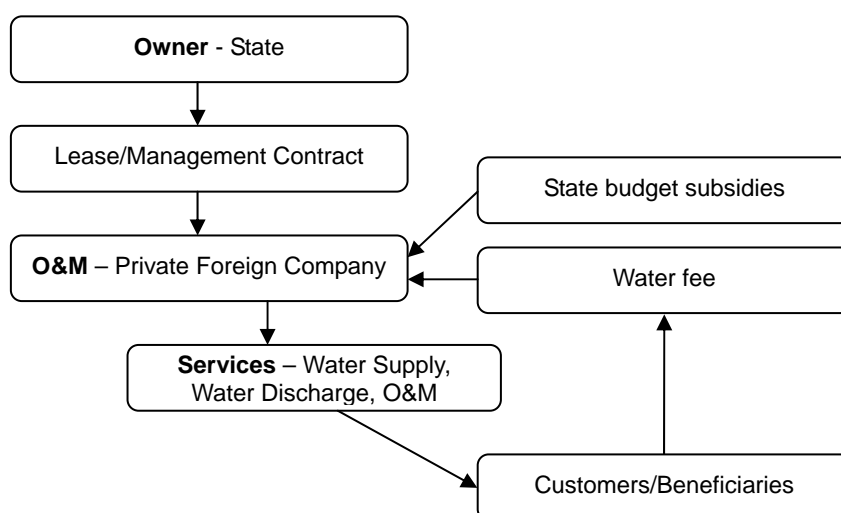 Owner - State
Lease/Management Contract
State budget subsidies
O&M – Private Foreign Company
Water fee
Services – Water Supply,
Water Discharge, O&M
Customers/Beneficiaries